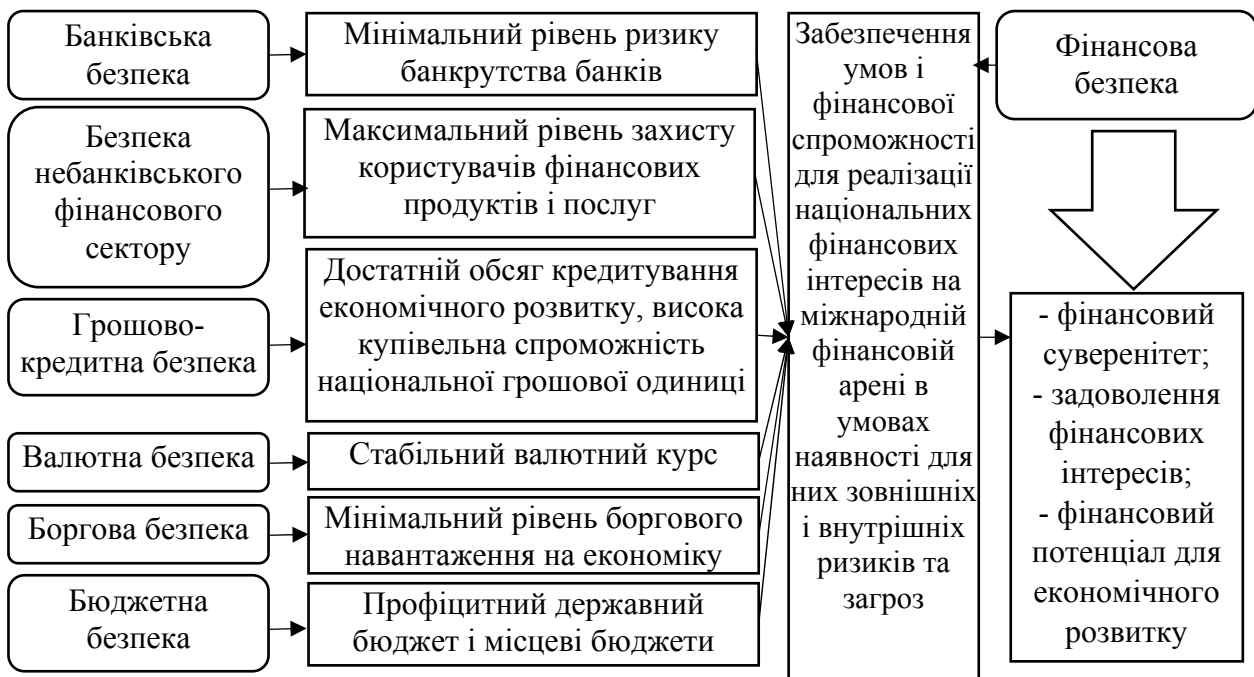 Банківська
безпека
Мінімальний рівень ризику
банкрутства банків
Безпека
небанківського
фінансового
сектору
Максимальний рівень захисту
користувачів фінансових
продуктів і послуг
Грошово-
кредитна безпека
Достатній обсяг кредитування
економічного розвитку, висока
купівельна спроможність
національної грошової одиниці
Валютна безпека
Стабільний валютний курс
Боргова безпека
Мінімальний рівень боргового
навантаження на економіку
Бюджетна
безпека
Профіцитний державний
бюджет і місцеві бюджети
Забезпечення
умов і
фінансової
спроможності
для реалізації
національних
фінансових
інтересів на
міжнародній
фінансовій
арені в
умовах
наявності для
них зовнішніх
і внутрішніх
ризиків та
загроз
Фінансова
безпека
- фінансовий
суверенітет;
- задоволення
фінансових
інтересів;
- фінансовий
потенціал для
економічного
розвитку